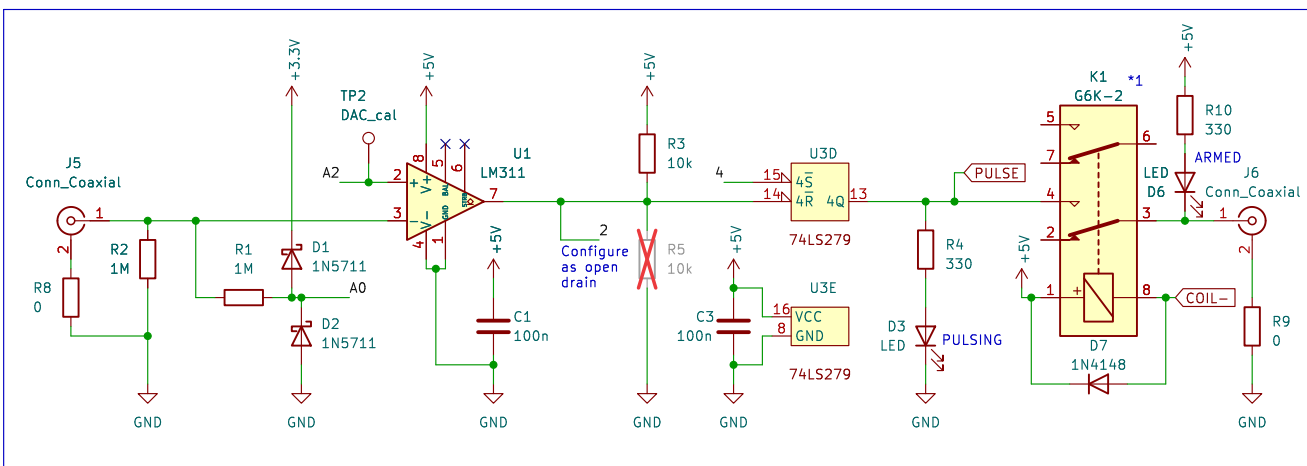 J5
Conn_Coaxial
1
2
R8
0
R2
1M
GND
R1
1M
+3.3V
D1
1N5711
A0
D2
1N5711
GND
TP2
DAC_cal
A2
+5V
U1
LM311
2
3
8
5
6
7
4
1
+
-
V+
V-
BAL
STRB
GND
+5V
C1
100n
GND
2
Configure
as open
drain
+5V
R3
10k
R5
10k
GND
4
U3D
15
14
4S
4R
4Q
13
74LS279
+5V
C3
100n
GND
U3E
16
8
VCC
GND
74LS279
PULSE
R4
330
D3
LED
PULSING
GND
K1
*1
G6K-2
5
7
4
2
6
3
+5V
1
+
8
COIL-
D7
1N4148
+5V
R10
330
ARMED
LED
D6
J6
Conn_Coaxial
1
2
R9
0
GND